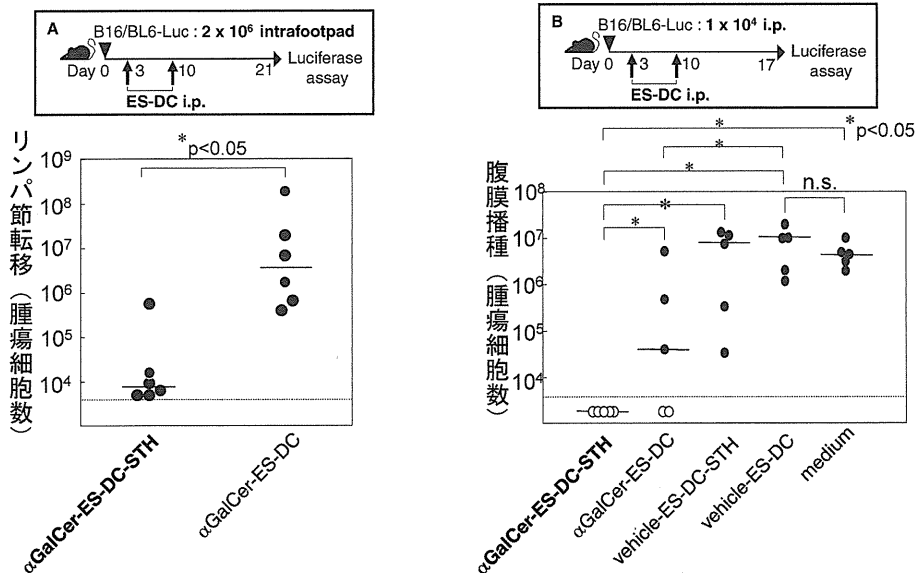 A
B16/BL6-Luc : 2 x 10⁶ intrafootpad
Day 0 3 10 21
Luciferase
assay
ES-DC i.p.
リンパ節転移（腫瘍細胞数）
*
p<0.05
10⁹
10⁸
10⁷
10⁶
10⁵
10⁴
αGalCer-ES-DC-STH
αGalCer-ES-DC
B
B16/BL6-Luc : 1 x 10⁴ i.p.
Day 0 3 10 17
Luciferase
assay
ES-DC i.p.
腹膜播種（腫瘍細胞数）
* p<0.05
*
*
*
n.s.
*
*
10⁸
10⁷
10⁶
10⁵
10⁴
αGalCer-ES-DC-STH
αGalCer-ES-DC
vehicle-ES-DC-STH
vehicle-ES-DC
medium